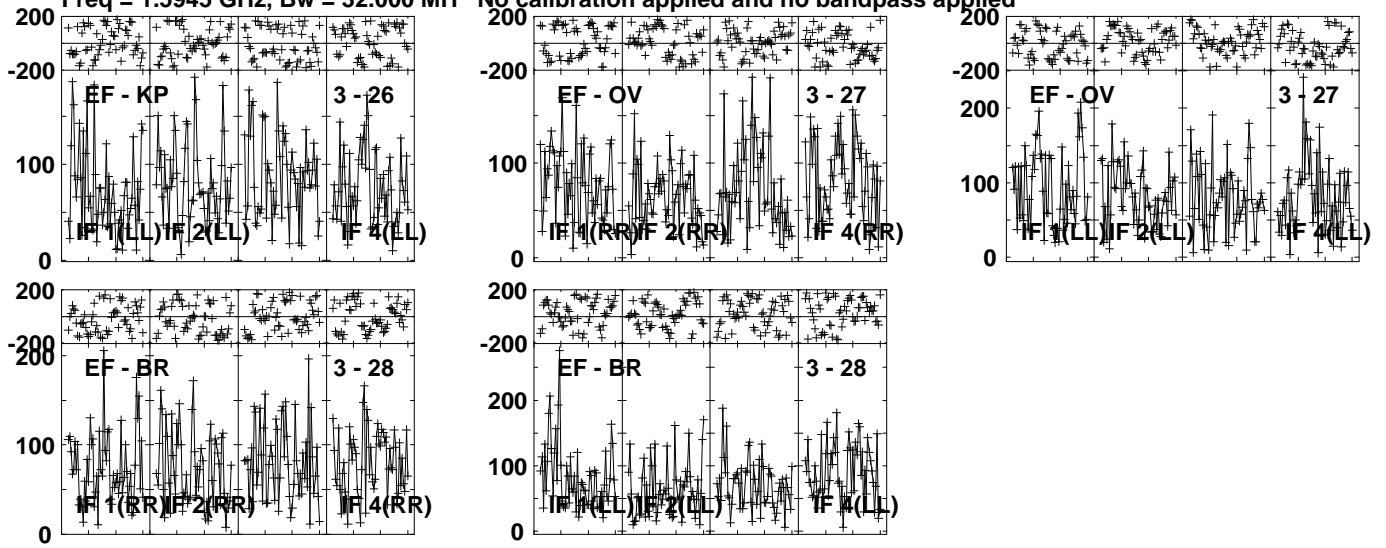 Freq = 1.5945 GHz, Bw = 32.000 MH No calibration applied and no bandpass applied
200 200 200
-200 -200 -200
EF - KP 3 - 26 EF - OV 3 - 27 EF - OV 3 - 27
200
100 100 100
IF 1(LL) IF 2(LL) IF 4(LL) IF 1(RR) IF 2(RR) IF 4(RR) IF 1(LL) IF 2(LL) IF 4(LL)
0 0 0
200 200
-200 -200
200
EF - BR 3 - 28 EF - BR 3 - 28
200
100 100
IF 1(RR) IF 2(RR) IF 4(RR) IF 1(LL) IF 2(LL) IF 4(LL)
0 0